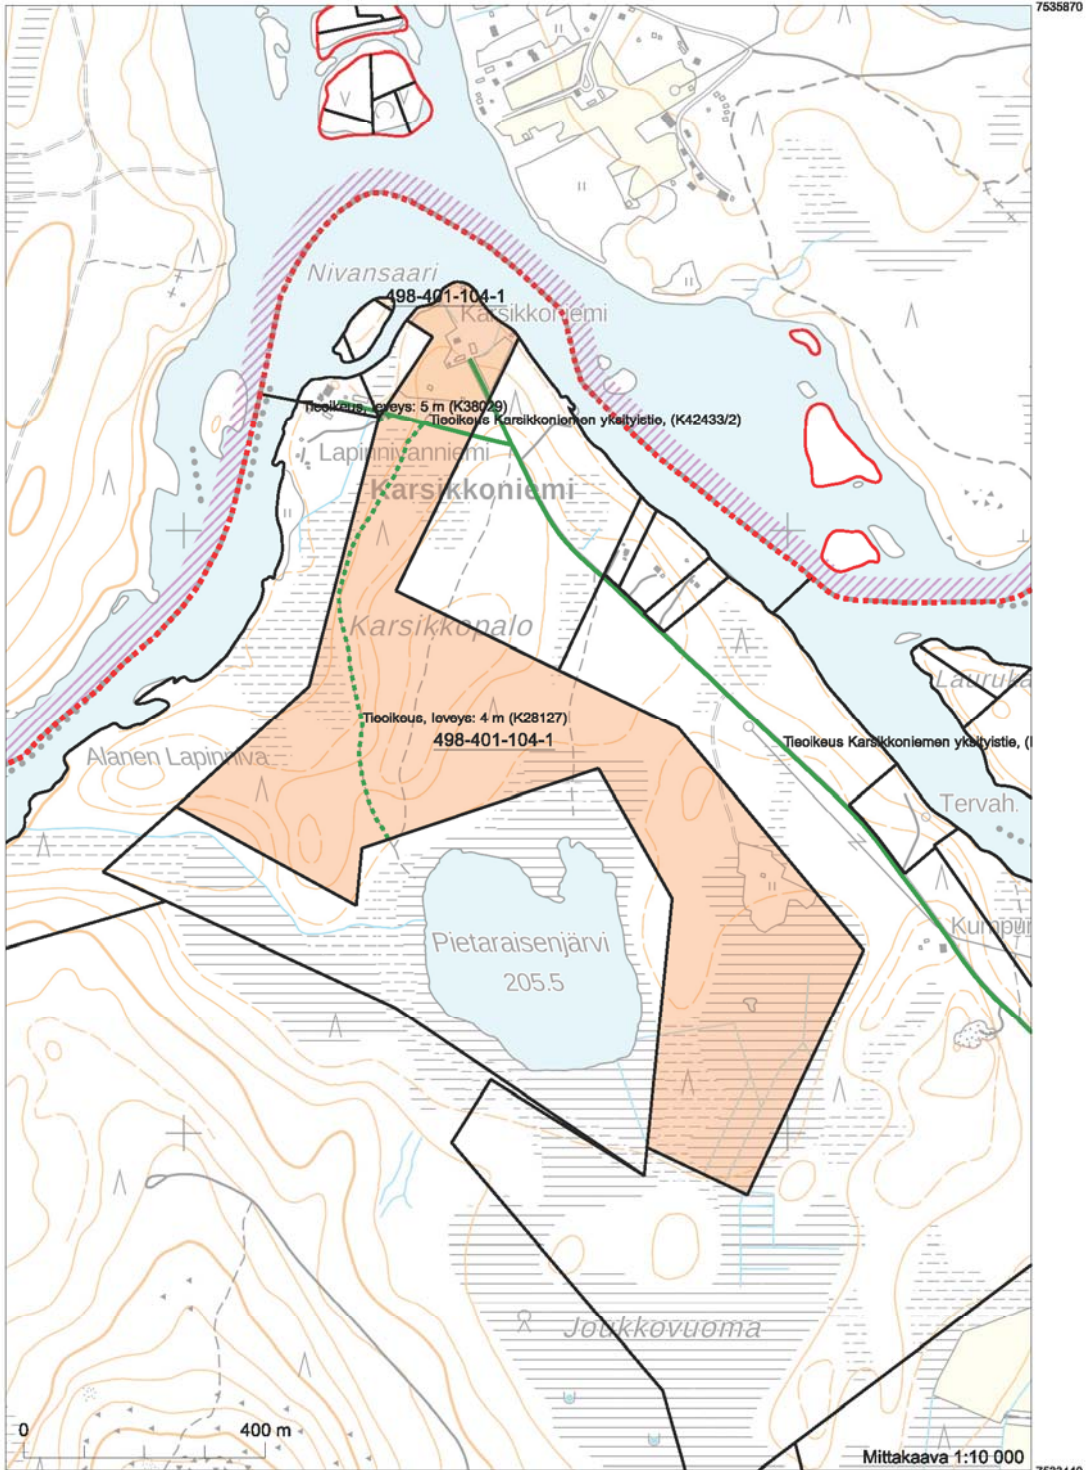 7535870
Nivansaari
498-401-104-1
Karsikkoniemi
Tieoikeus, leveys: 5 m (K38029)
Tieoikeus Karsikkoniemen yksityistie, (K42433/2)
Lapinnivanniemi
Karsikkoniemi
Karsikkopalo
Lauruka
Tieoikeus, leveys: 4 m (K28127)
498-401-104-1
Tieoikeus Karsikkoniemen yksityistie, (
Alanen Lapinniva
Tervah.
Kumpur
Pietaraisenjärvi
205.5
Joukkovuoma
0 400 m
Mittakaava 1:10 000